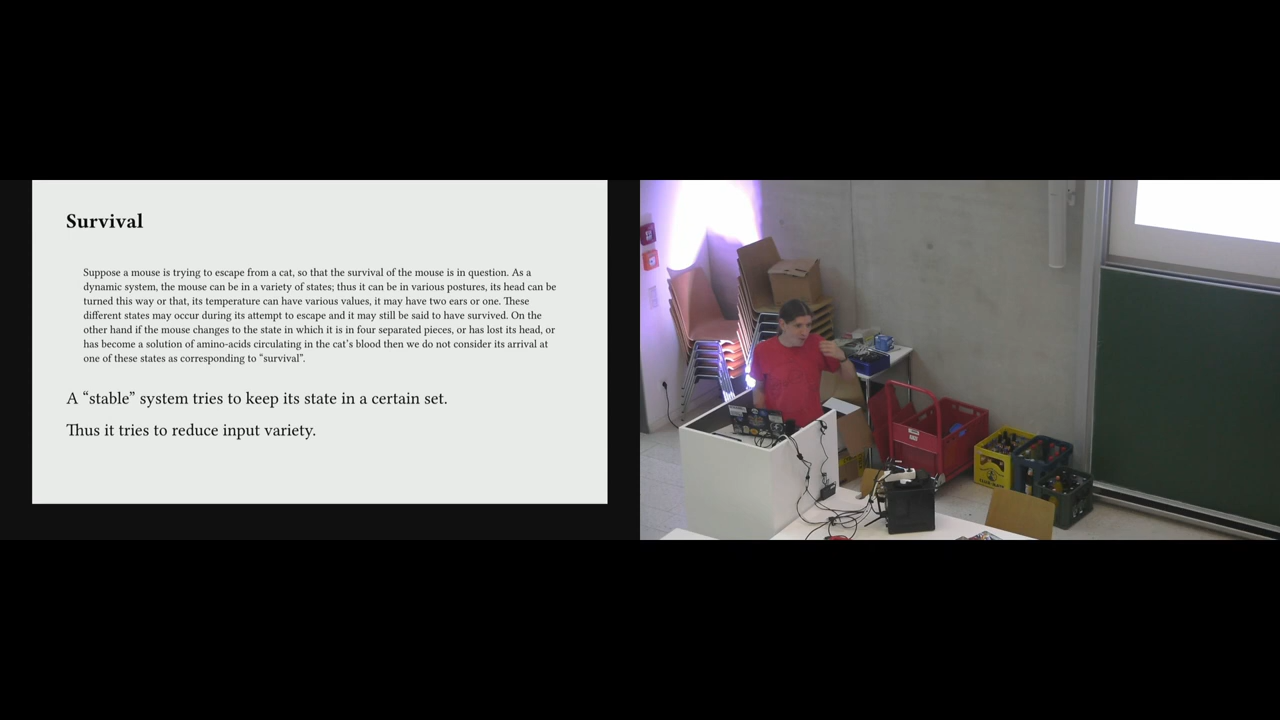 Survival
Suppose a mouse is trying to escape from a cat, so that the survival of the mouse is in question. As a
dynamic system, the mouse can be in a variety of states; thus it can be in various postures, its head can be
turned this way or that, its temperature can have various values, it may have two ears or one. These
different states may occur during its attempt to escape and it may still be said to have survived. On the
other hand if the mouse changes to the state in which it is in four separated pieces, or has lost its head, or
has become a solution of amino-acids circulating in the cat's blood then we do not consider its arrival at
one of these states as corresponding to “survival”.
A “stable” system tries to keep its state in a certain set.
Thus it tries to reduce input variety.